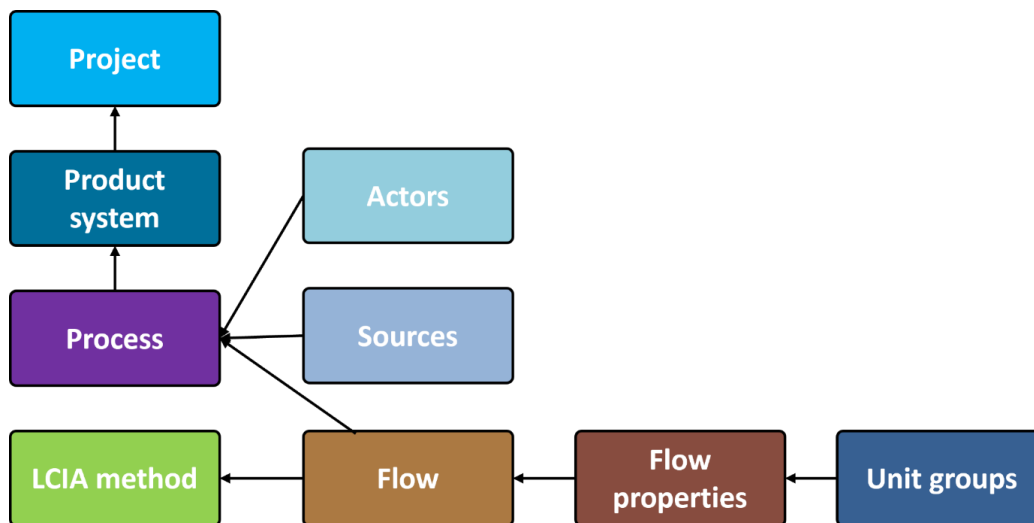 Project
Product
system
Actors
Process
Sources
LCIA method
Flow
Flow
properties
Unit groups